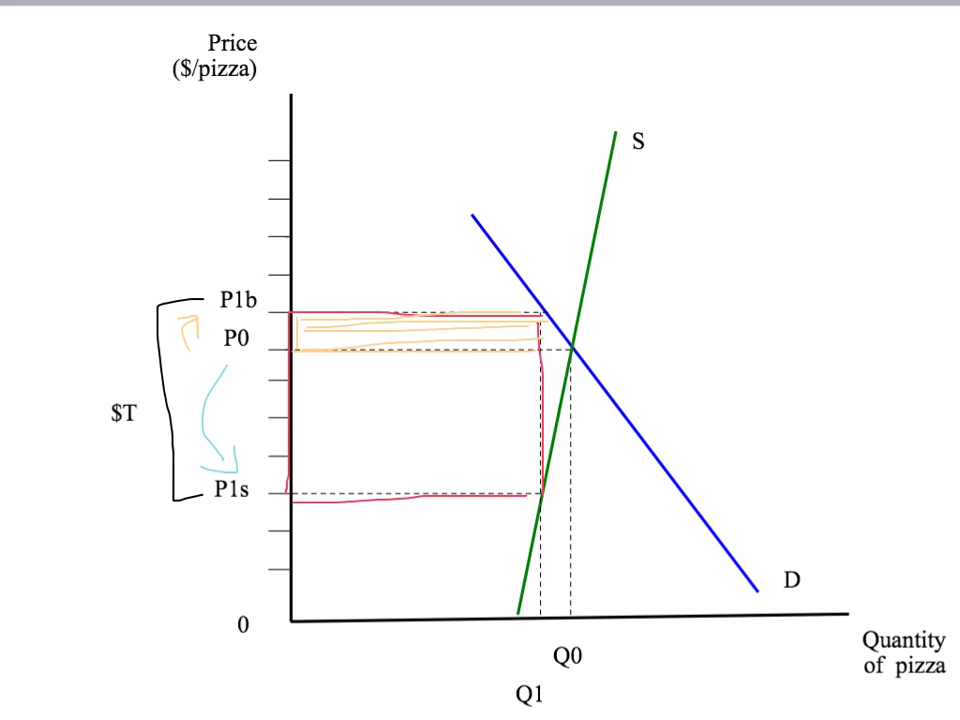 Price
($/pizza)
S
P1b
P0
$T
P1s
D
0
Quantity
of pizza
Q0
Q1